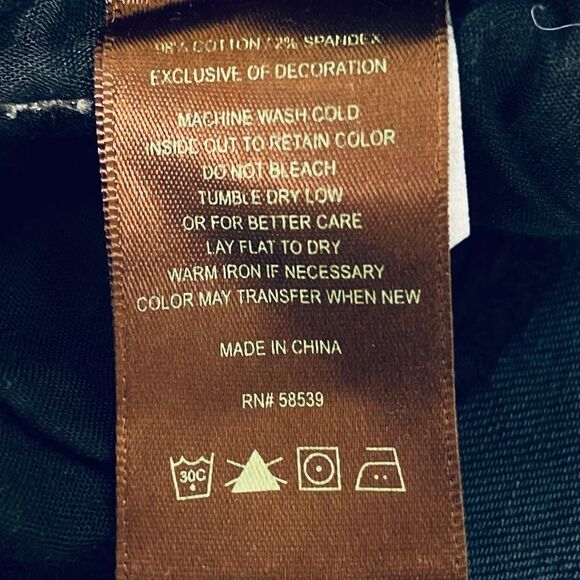 98% COTTON / 2% SPANDEX
EXCLUSIVE OF DECORATION
MACHINE WASH COLD
INSIDE OUT TO RETAIN COLOR
DO NOT BLEACH
TUMBLE DRY LOW
OR FOR BETTER CARE
LAY FLAT TO DRY
WARM IRON IF NECESSARY
COLOR MAY TRANSFER WHEN NEW
MADE IN CHINA
RN# 58539
30C